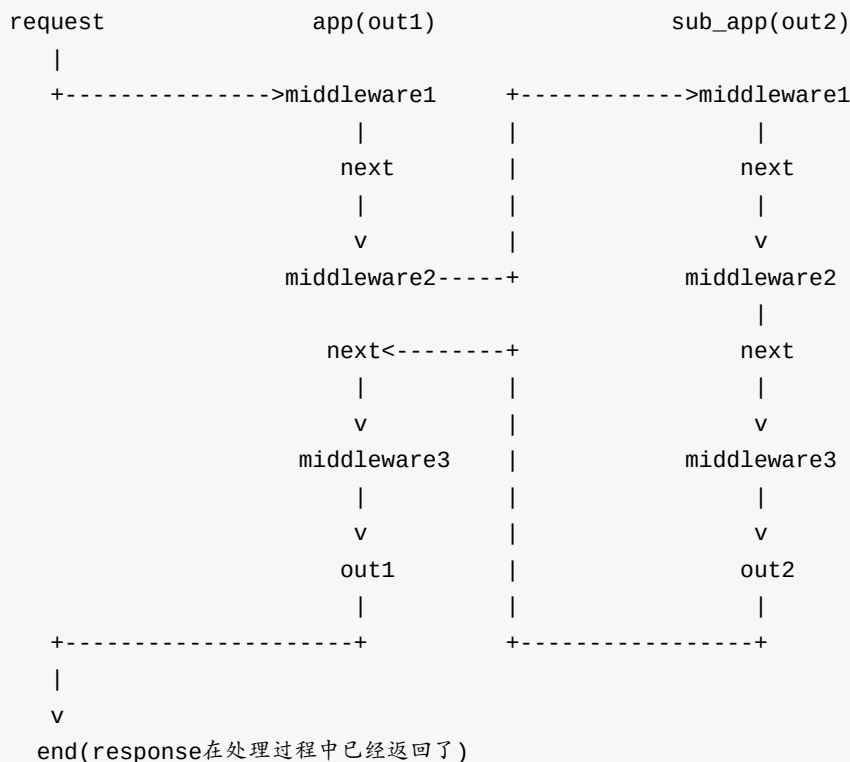 request app(out1) sub_app(out2)
|
+--------------->middleware1 +------------>middleware1
| | |
next | next
| | |
v | v
middleware2-----+ middleware2
|
next<--------+ next
| | |
v | v
middleware3 | middleware3
| | |
v | v
out1 | out2
| | |
+---------------------+ +-----------------+
|
v
end(response在处理过程中已经返回了)